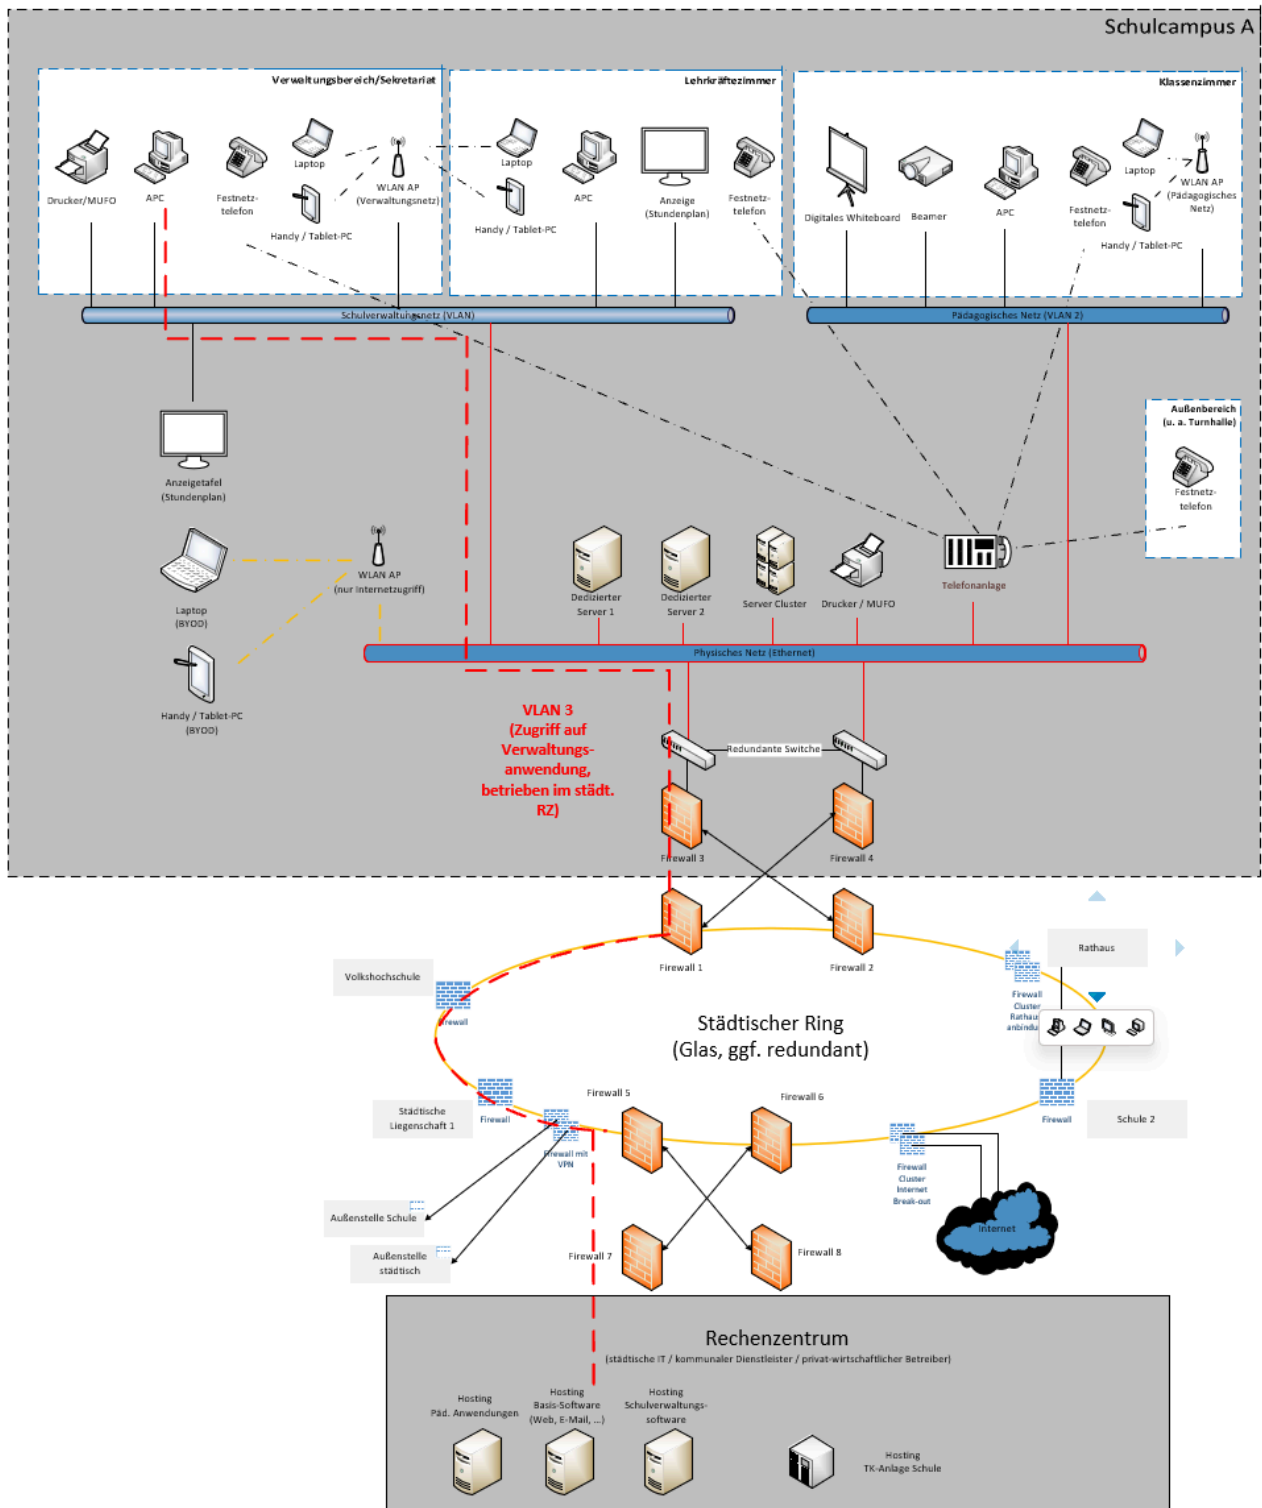 Schulcampus A
Verwaltungsbereich/Sekretariat
Lehrkräftezimmer
Klassenzimmer
Drucker/MUFO
APC
Festnetz-
telefon
Laptop
Handy / Tablet-PC
WLAN AP
(Verwaltungsnetz)
Laptop
Handy / Tablet-PC
APC
Anzeige
(Stundenplan)
Festnetz-
telefon
Digitales Whiteboard
Beamer
APC
Festnetz-
telefon
Laptop
Handy / Tablet-PC
WLAN AP
(Pädagogisches
Netz)
Schulverwaltungsnetz (VLAN)
Pädagogisches Netz (VLAN 2)
Außenbereich
(u. a. Turnhalle)
Festnetz-
telefon
Anzeigetafel
(Stundenplan)
Laptop
(BYOD)
WLAN AP
(nur Internetzugriff)
Handy / Tablet-PC
(BYOD)
Dedizierter
Server 1
Dedizierter
Server 2
Server Cluster
Drucker / MUFO
Telefonanlage
Physisches Netz (Ethernet)
VLAN 3
(Zugriff auf
Verwaltungs-
anwendung,
betrieben im städt.
RZ)
Redundante Switche
Firewall 3
Firewall 4
Firewall 1
Firewall 2
Volkshochschule
Firewall
Rathaus
Firewall
Cluster
Rathaus
anbindu
Städtischer Ring
(Glas, ggf. redundant)
Städtische
Liegenschaft 1
Firewall
Firewall mit
VPN
Firewall 5
Firewall 6
Firewall
Schule 2
Firewall
Cluster
Internet
Break-out
Internet
Außenstelle Schule
Außenstelle
städtisch
Firewall 7
Firewall 8
Rechenzentrum
(städtische IT / kommunaler Dienstleister / privat-wirtschaftlicher Betreiber)
Hosting
Päd. Anwendungen
Hosting
Basis-Software
(Web, E-Mail, ...)
Hosting
Schulverwaltungs-
software
Hosting
TK-Anlage Schule